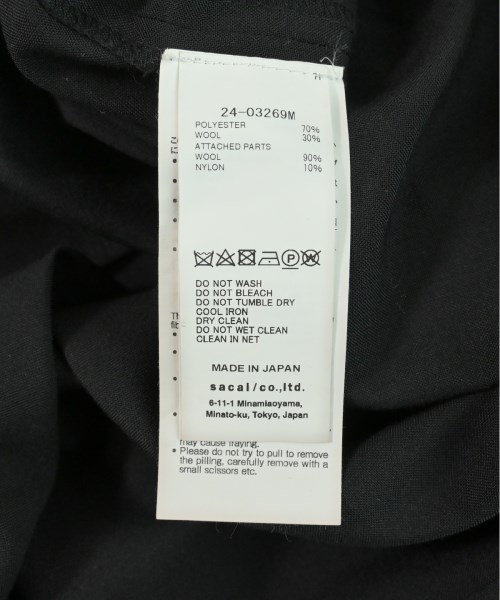 24-03269M
POLYESTER 70%
WOOL 30%
ATTACHED PARTS
WOOL 90%
NYLON 10%
DO NOT WASH
DO NOT BLEACH
DO NOT TUMBLE DRY
COOL IRON
DRY CLEAN
DO NOT WET CLEAN
CLEAN IN NET
MADE IN JAPAN
sacai/co.,ltd.
6-11-1 Minamiaoyama,
Minato-ku, Tokyo, Japan
may cause fraying.
• Please do not try to pull to remove
the pilling, carefully remove with a
small scissors etc.